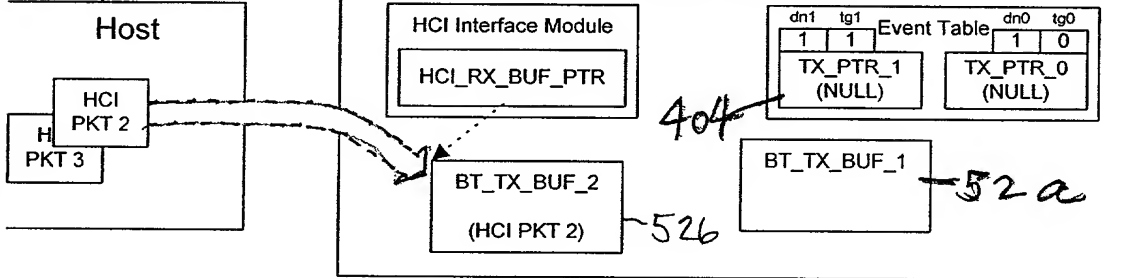 Host
HCI
PKT 2
H
PKT 3
HCI Interface Module
HCI_RX_BUF_PTR
BT_TX_BUF_2
(HCI PKT 2)
52b
dn1 tg1 Event Table dn0 tg0
1 1 1 0
TX_PTR_1
(NULL)
TX_PTR_0
(NULL)
404
BT_TX_BUF_1
52a